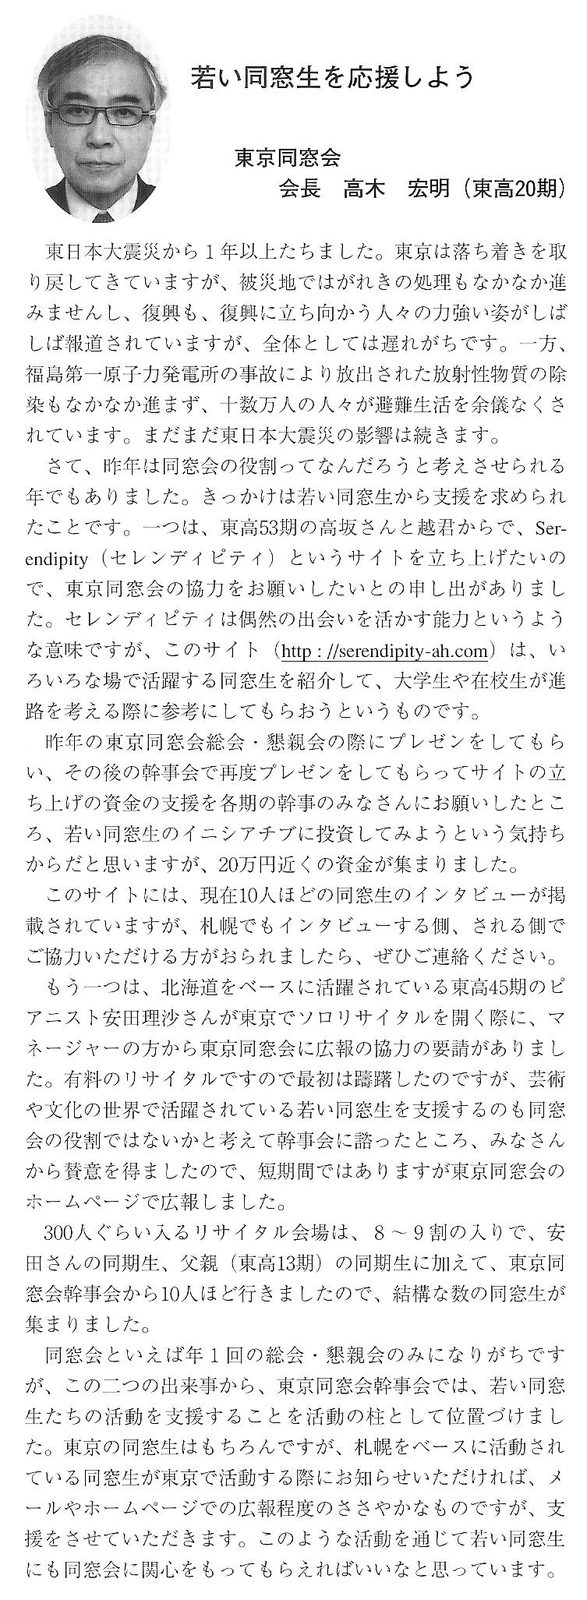 若い同窓生を応援しよう
東京同窓会
会長　高木　宏明（東高20期）
東日本大震災から１年以上たちました。東京は落ち着きを取
り戻してきていますが、被災地ではがれきの処理もなかなか進
みませんし、復興も、復興に立ち向かう人々の力強い姿がしば
しば報道されていますが、全体としては遅れがちです。一方、
福島第一原子力発電所の事故により放出された放射性物質の除
染もなかなか進まず、十数万人の人々が避難生活を余儀なくさ
れています。まだまだ東日本大震災の影響は続きます。
さて、昨年は同窓会の役割ってなんだろうと考えさせられる
年でもありました。きっかけは若い同窓生から支援を求められ
たことです。一つは、東高53期の高坂さんと越君からで、Ser-
endipity（セレンディピティ）というサイトを立ち上げたいの
で、東京同窓会の協力をお願いしたいとの申し出がありまし
た。セレンディピティは偶然の出会いを活かす能力というよう
な意味ですが、このサイト（http : //serendipity-ah.com）は、い
ろいろな場で活躍する同窓生を紹介して、大学生や在校生が進
路を考える際に参考にしてもらおうというものです。
昨年の東京同窓会総会・懇親会の際にプレゼンをしてもら
い、その後の幹事会で再度プレゼンをしてもらってサイトの立
ち上げの資金の支援を各期の幹事のみなさんにお願いしたとこ
ろ、若い同窓生のイニシアチブに投資してみようという気持ち
からだと思いますが、20万円近くの資金が集まりました。
このサイトには、現在10人ほどの同窓生のインタビューが掲
載されていますが、札幌でもインタビューする側、される側で
ご協力いただける方がおられましたら、ぜひご連絡ください。
もう一つは、北海道をベースに活躍されている東高45期のピ
アニスト安田理沙さんが東京でソロリサイタルを開く際に、マ
ネージャーの方から東京同窓会に広報の協力の要請がありまし
た。有料のリサイタルですので最初は躊躇したのですが、芸術
や文化の世界で活躍されている若い同窓生を支援するのも同窓
会の役割ではないかと考えて幹事会に諮ったところ、みなさん
から賛意を得ましたので、短期間ではありますが東京同窓会の
ホームページで広報しました。
300人ぐらい入るリサイタル会場は、８～９割の入りで、安
田さんの同期生、父親（東高13期）の同期生に加えて、東京同
窓会幹事会から10人ほど行きましたので、結構な数の同窓生が
集まりました。
同窓会といえば年１回の総会・懇親会のみになりがちです
が、この二つの出来事から、東京同窓会幹事会では、若い同窓
生たちの活動を支援することを活動の柱として位置づけまし
た。東京の同窓生はもちろんですが、札幌をベースに活動され
ている同窓生が東京で活動する際にお知らせいただければ、メ
ールやホームページでの広報程度のささやかなものですが、支
援をさせていただきます。このような活動を通じて若い同窓生
にも同窓会に関心をもってもらえればいいなと思っています。